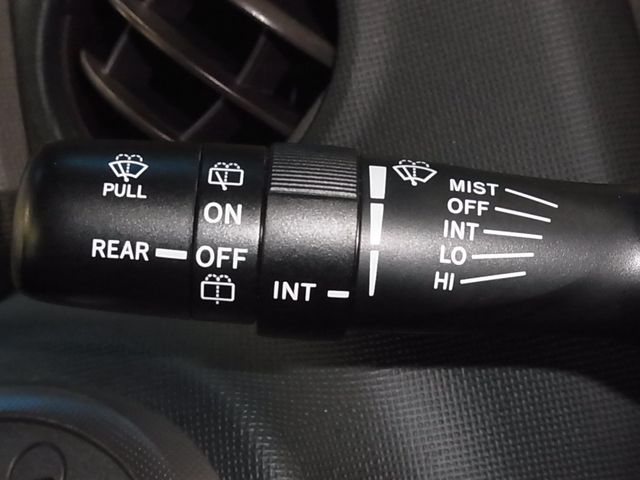 PULL
REAR
ON
OFF
INT
MIST
OFF
INT
LO
HI